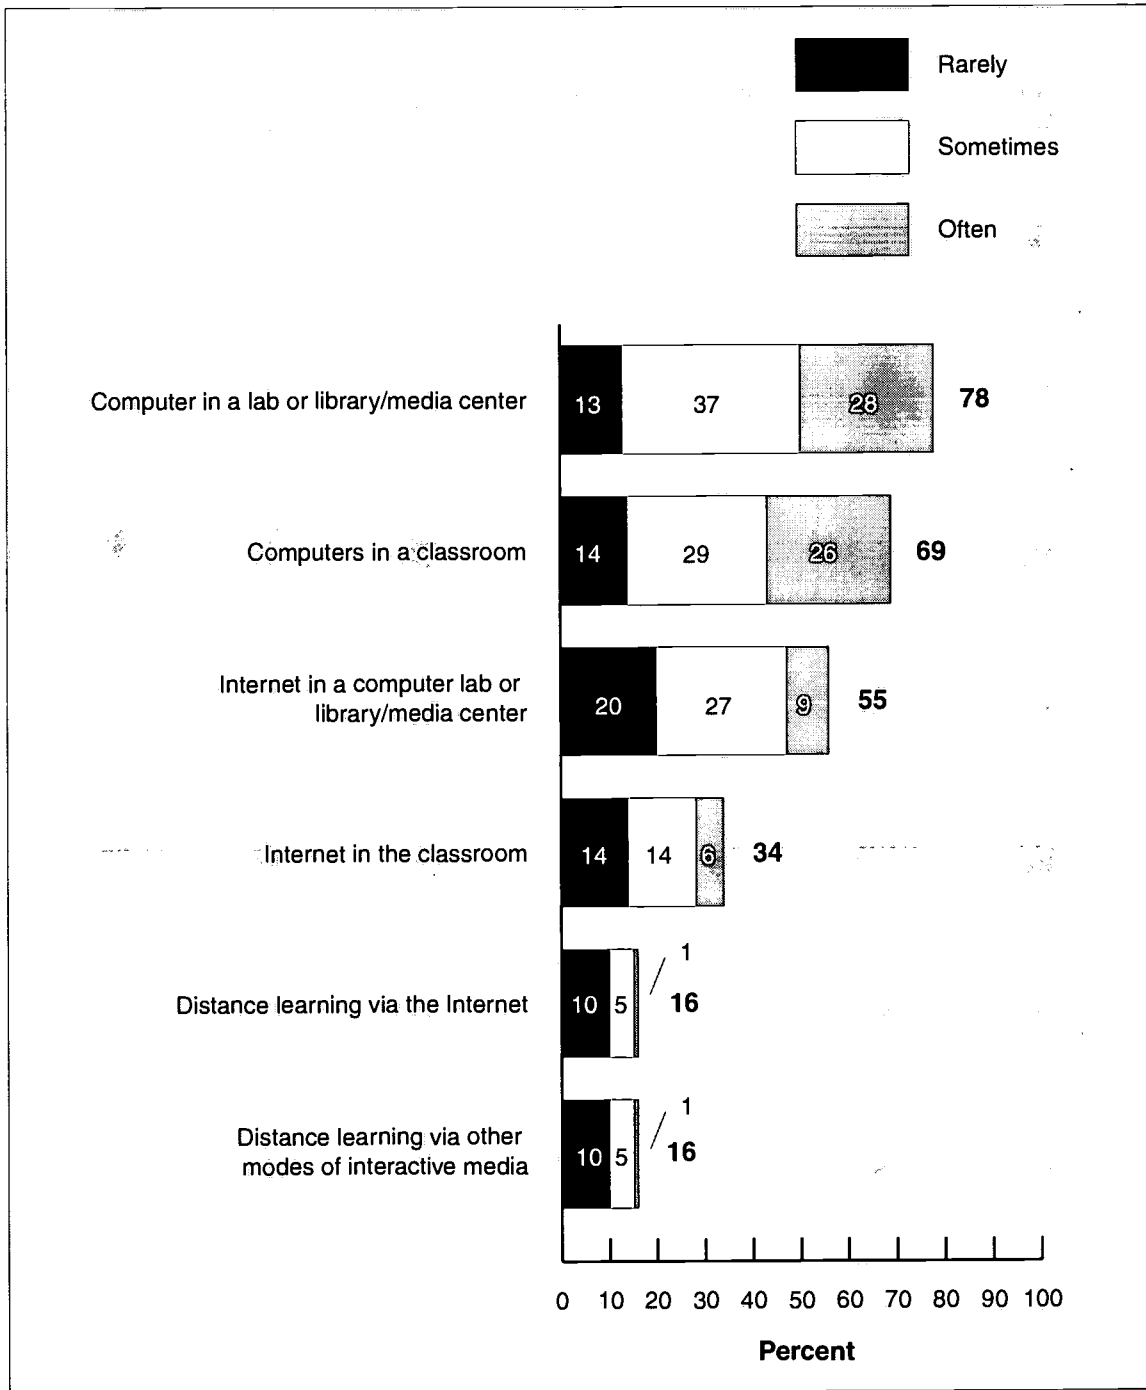 Rarely
Sometimes
Often
Computer in a lab or library/media center 13 37 28 78
Computers in a classroom 14 29 26 69
Internet in a computer lab or
library/media center 20 27 9 55
Internet in the classroom 14 14 6 34
1
Distance learning via the Internet 10 5 16
1
Distance learning via other
modes of interactive media 10 5 16
0 10 20 30 40 50 60 70 80 90 100
Percent